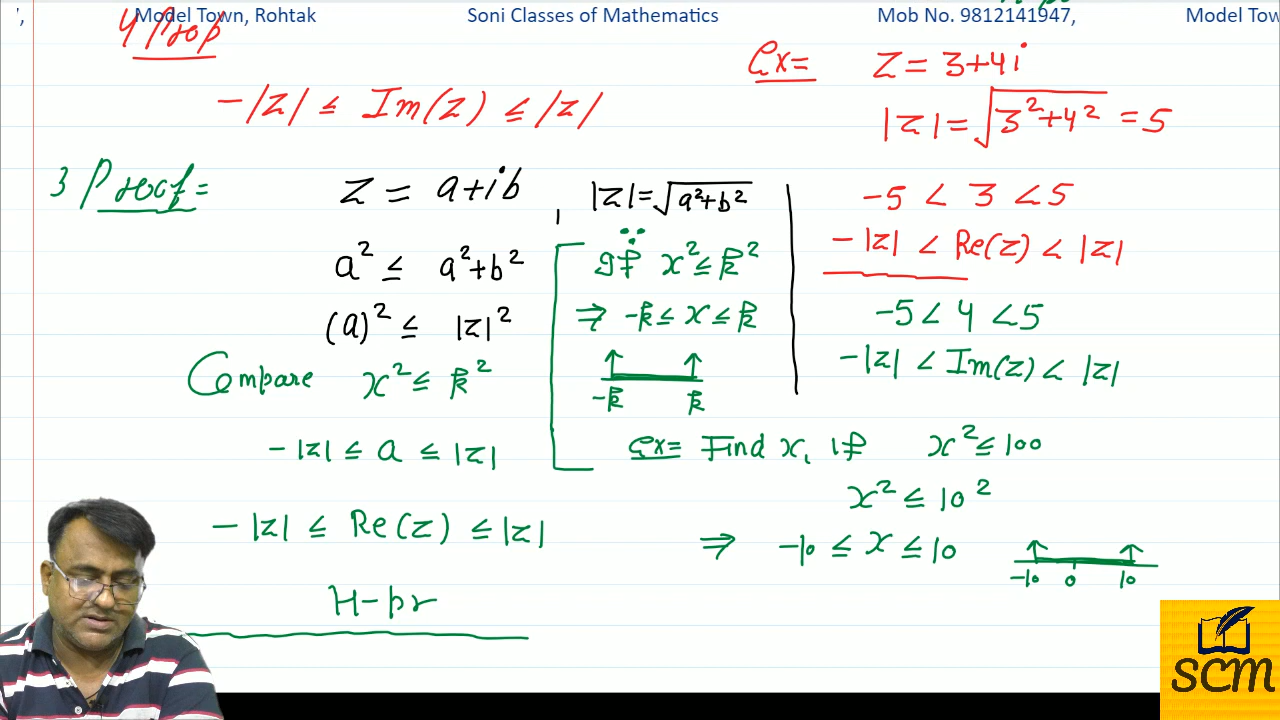 ', Model Town, Rohtak Soni Classes of Mathematics Mob No. 9812141947, Model Tow
4 Prop
-|z| ≤ Im(z) ≤ |z|
Ex= z = 3+4i
|z| = √3²+4² = 5
-5 < 3 < 5
-|z| < Re(z) < |z|
-5 < 4 < 5
-|z| < Im(z) < |z|
3 Proof=
z = a+ib , |z| = √a²+b²
a² ≤ a²+b²
(a)² ≤ |z|²
Compare x² ≤ k²
-|z| ≤ a ≤ |z|
-|z| ≤ Re(z) ≤ |z|
H-pr
∵
If x² ≤ k²
⇒ -k ≤ x ≤ k
-k k
Ex= Find x, if x² ≤ 100
x² ≤ 10²
⇒ -10 ≤ x ≤ 10
-10 0 10
SCM